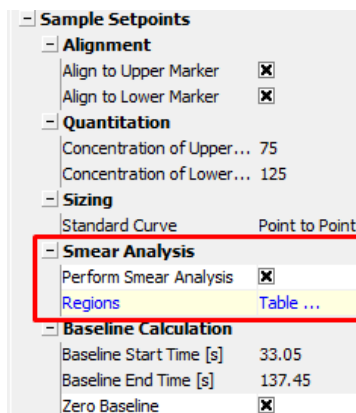 Sample Setpoints
Alignment
Align to Upper Marker
Align to Lower Marker
Quantitation
Concentration of Upper... 75
Concentration of Lower... 125
Sizing
Standard Curve Point to Point
Smear Analysis
Perform Smear Analysis
Regions Table ...
Baseline Calculation
Baseline Start Time [s] 33.05
Baseline End Time [s] 137.45
Zero Baseline